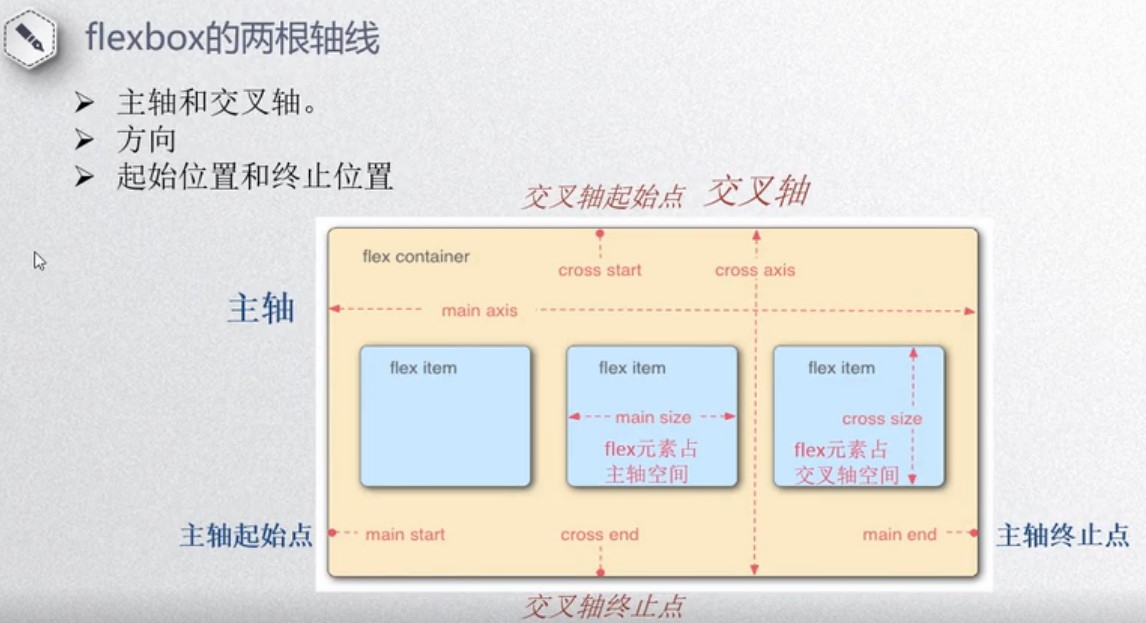 flexbox的两根轴线
主轴和交叉轴。
方向
起始位置和终止位置
交叉轴起始点 交叉轴
flex container
cross start
cross axis
主轴
main axis
flex item
flex item
flex item
main size
cross size
flex元素占
主轴空间
flex元素占
交叉轴空间
主轴起始点
main start
cross end
main end
主轴终止点
交叉轴终止点